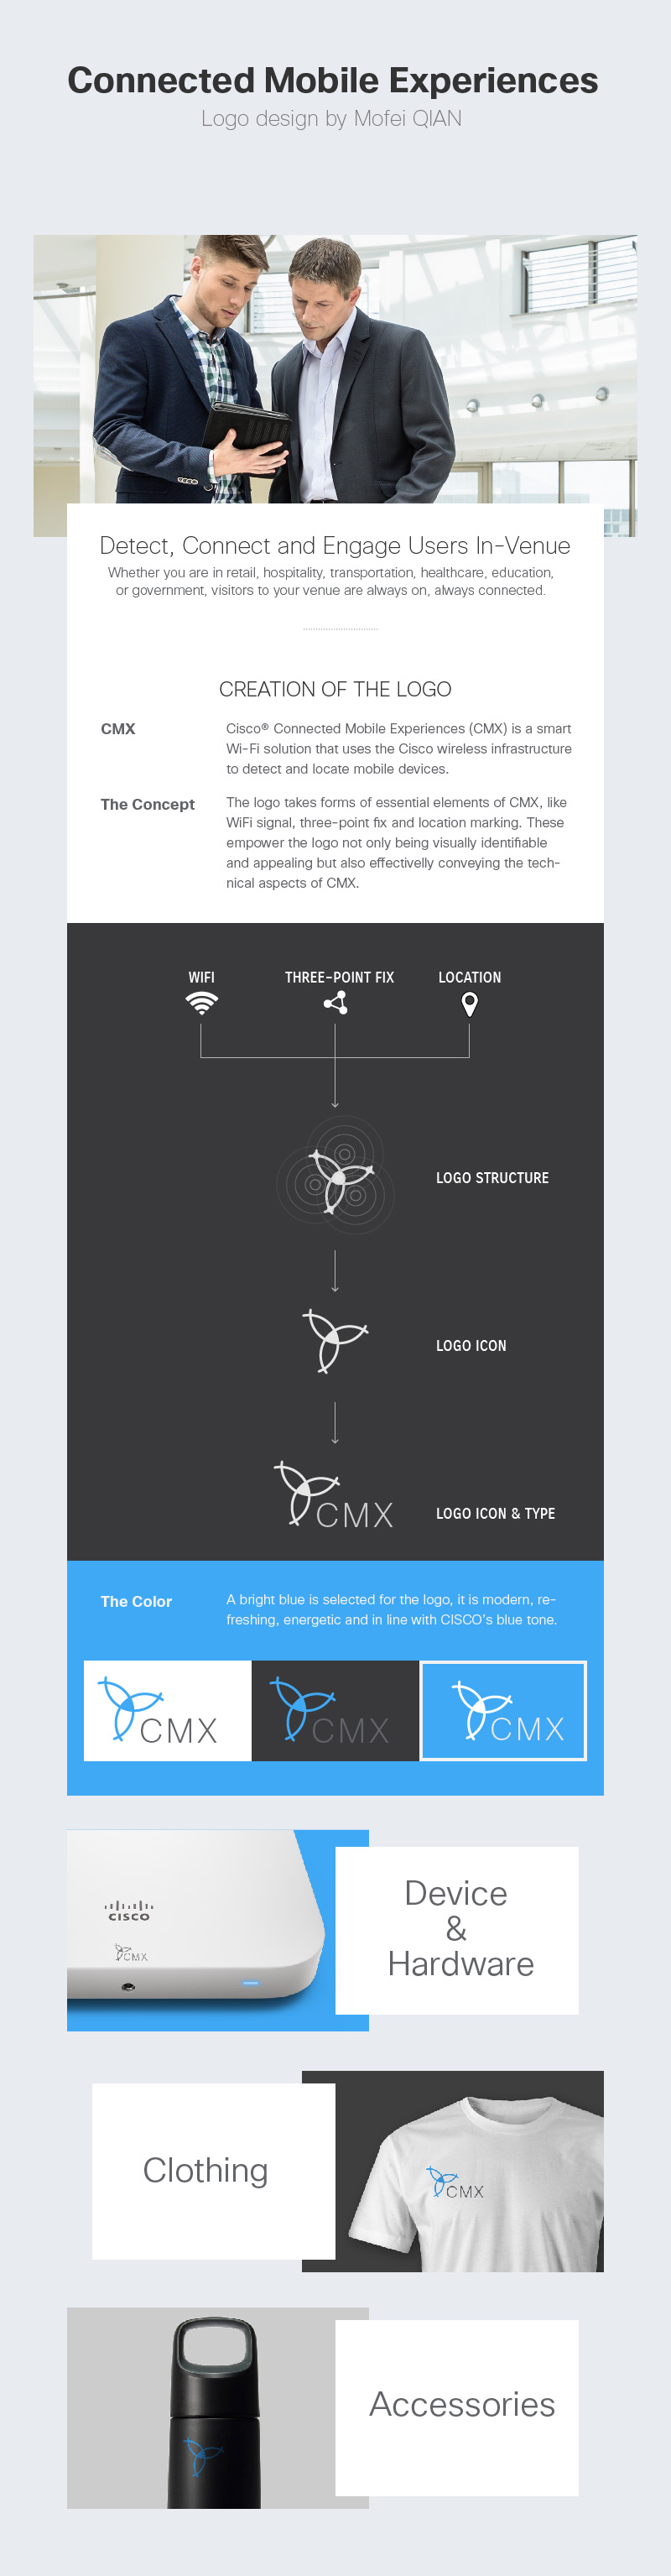 Connected Mobile Experiences
Logo design by Mofei QIAN
Detect, Connect and Engage Users In-Venue
Whether you are in retail, hospitality, transportation, healthcare, education,
or government, visitors to your venue are always on, always connected.
CREATION OF THE LOGO
CMX
Cisco® Connected Mobile Experiences (CMX) is a smart
Wi-Fi solution that uses the Cisco wireless infrastructure
to detect and locate mobile devices.
The Concept
The logo takes forms of essential elements of CMX, like
WiFi signal, three-point fix and location marking. These
empower the logo not only being visually identifiable
and appealing but also effectivelly conveying the tech-
nical aspects of CMX.
WIFI
THREE-POINT FIX
LOCATION
LOGO STRUCTURE
LOGO ICON
CMX
LOGO ICON & TYPE
The Color
A bright blue is selected for the logo, it is modern, re-
freshing, energetic and in line with CISCO's blue tone.
CMX
CMX
CMX
CISCO
CMX
Device
&
Hardware
Clothing
CMX
Accessories